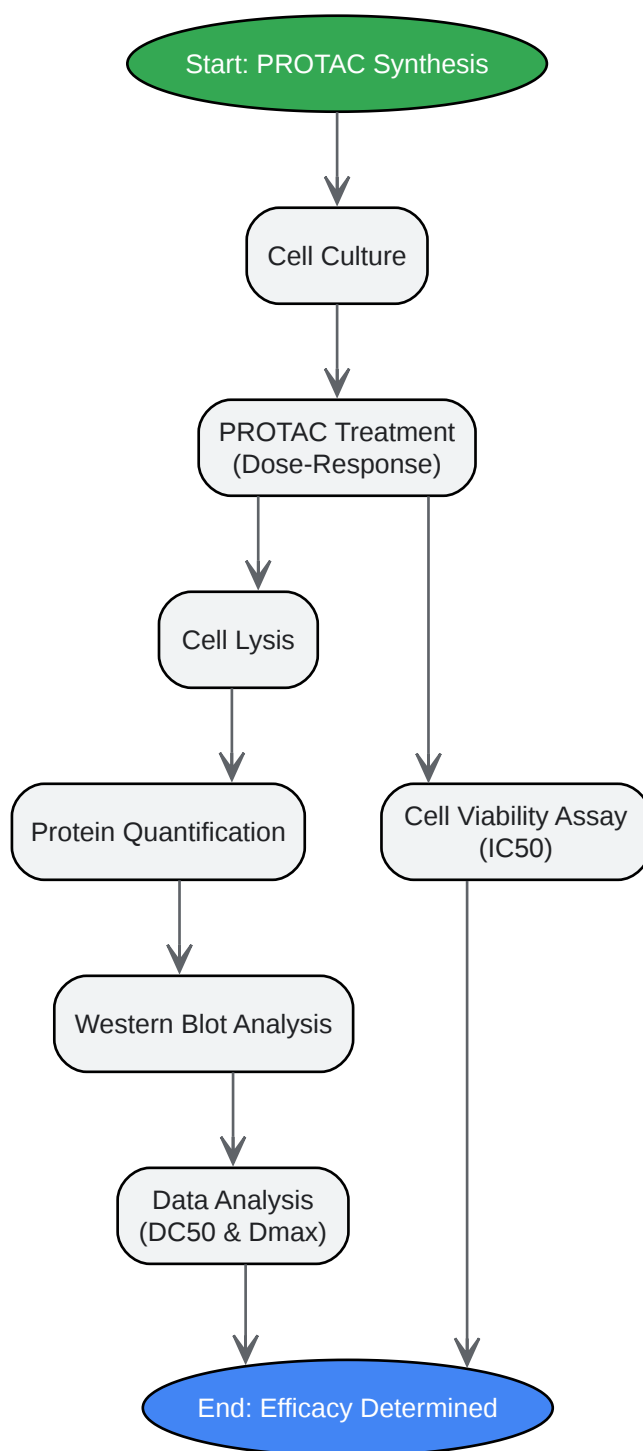 Start: PROTAC Synthesis
Cell Culture
PROTAC Treatment
(Dose-Response)
Cell Lysis
Protein Quantification
Cell Viability Assay
(IC50)
Western Blot Analysis
Data Analysis
(DC50 & Dmax)
End: Efficacy Determined